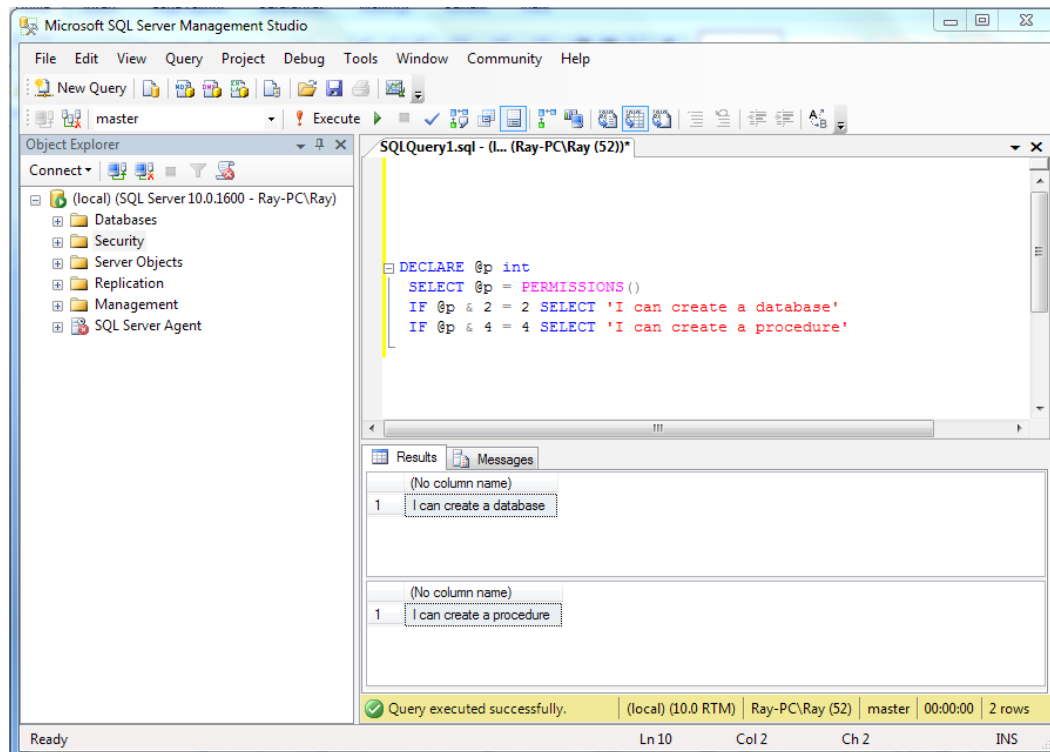 Microsoft SQL Server Management Studio
File Edit View Query Project Debug Tools Window Community Help
New Query
master Execute
Object Explorer
SQLQuery1.sql - (l... (Ray-PC\Ray (52))*
Connect
(local) (SQL Server 10.0.1600 - Ray-PC\Ray)
Databases
Security
Server Objects
Replication
Management
SQL Server Agent
DECLARE @p int
SELECT @p = PERMISSIONS()
IF @p & 2 = 2 SELECT 'I can create a database'
IF @p & 4 = 4 SELECT 'I can create a procedure'
Results Messages
(No column name)
1 I can create a database
(No column name)
1 I can create a procedure
Query executed successfully. (local) (10.0 RTM) Ray-PC\Ray (52) master 00:00:00 2 rows
Ready Ln 10 Col 2 Ch 2 INS